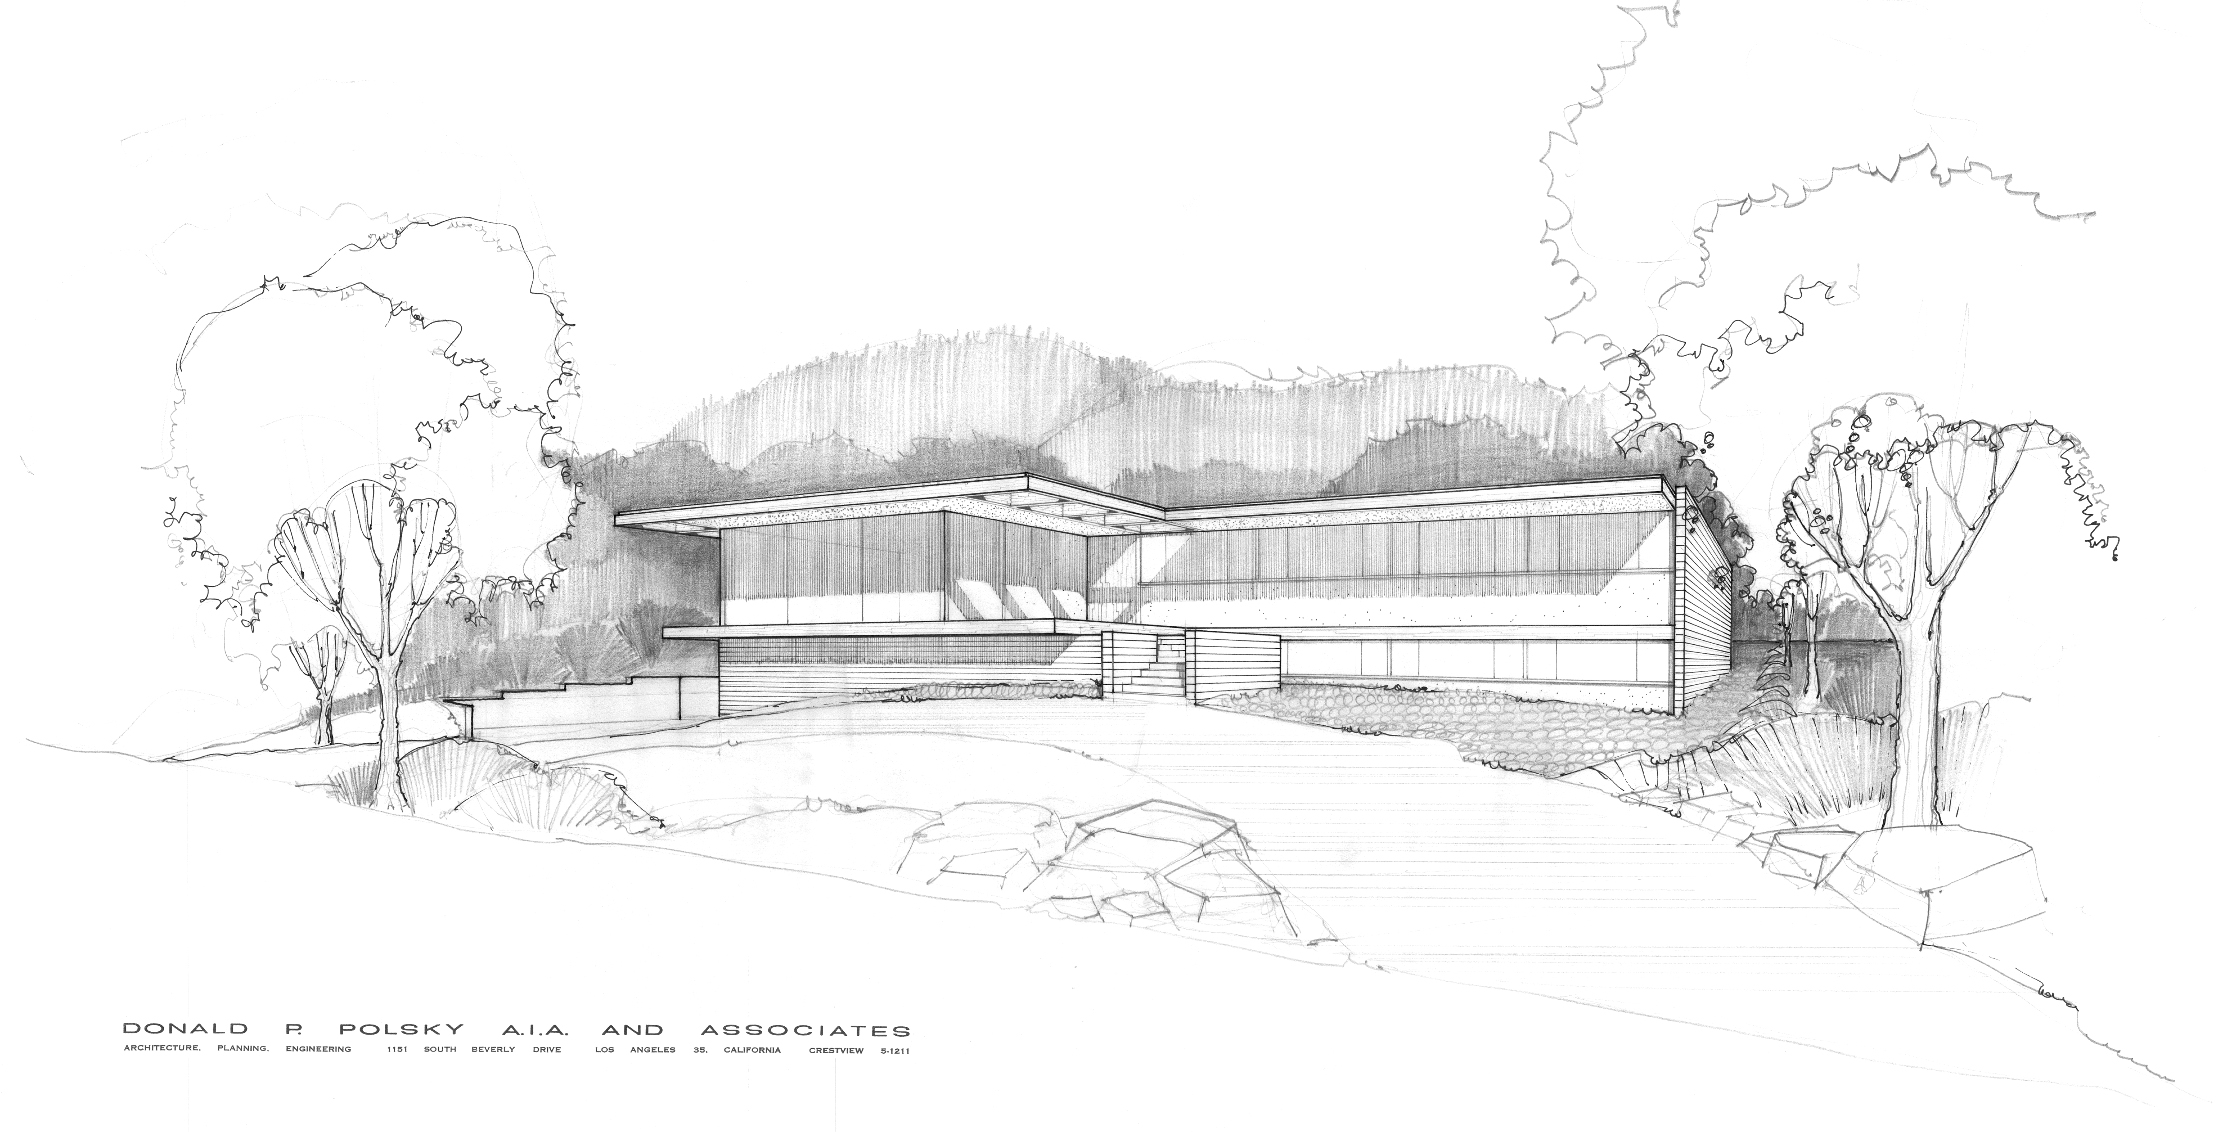 DONALD P. POLSKY A.I.A. AND ASSOCIATES
ARCHITECTURE, PLANNING, ENGINEERING 1151 SOUTH BEVERLY DRIVE LOS ANGELES 35, CALIFORNIA CRESTVIEW 5-1211